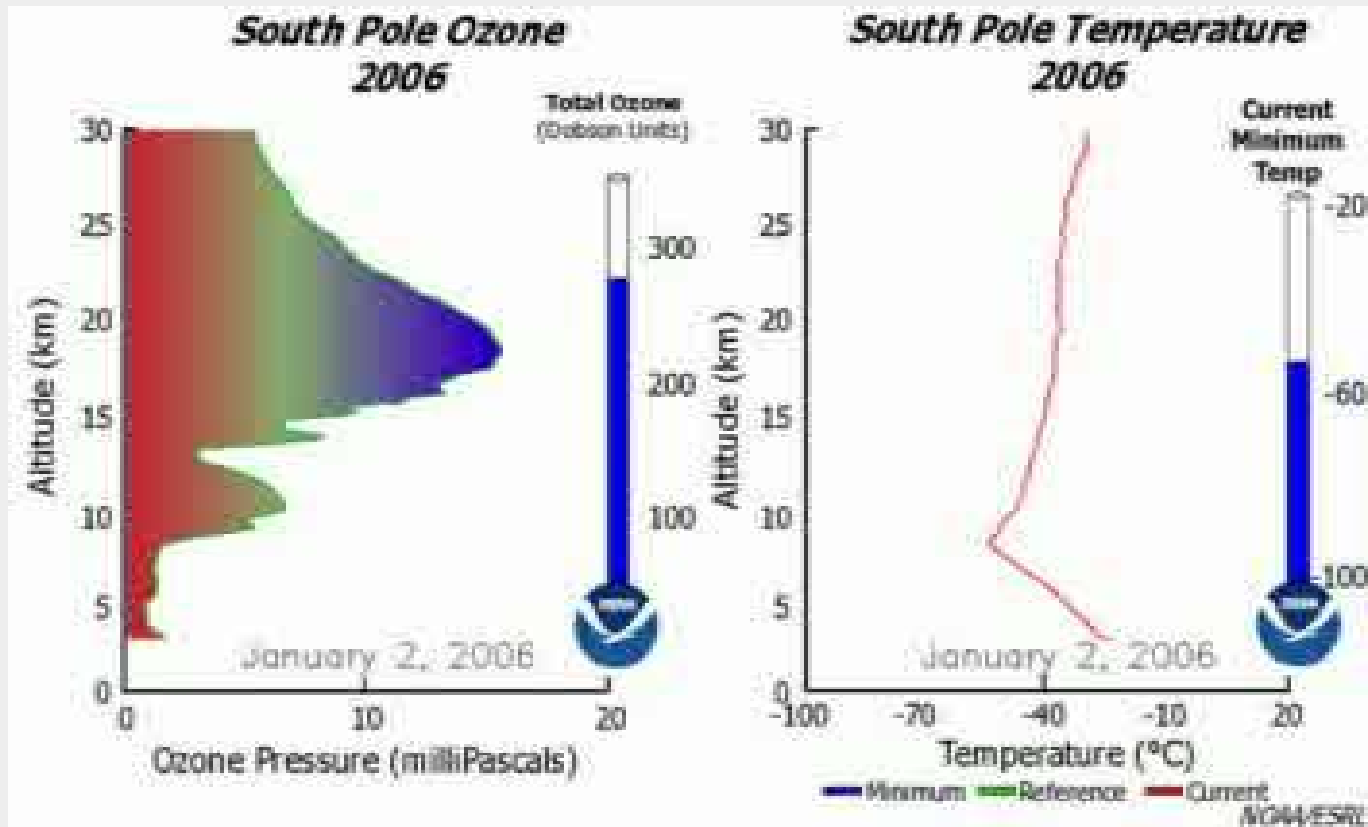 South Pole Ozone
2006
Total Ozone
(Dobson Units)
30
25
20
15
10
5
0
Altitude (km)
300
200
100
January 2, 2006
0
10
20
Ozone Pressure (milliPascals)
South Pole Temperature
2006
Current
Minimum
Temp
30
25
20
15
10
5
0
Altitude (km)
-20
-60
-100
January 2, 2006
-100
-70
-40
-10
20
Temperature (°C)
Minimum Reference Current
NOAA/ESRL